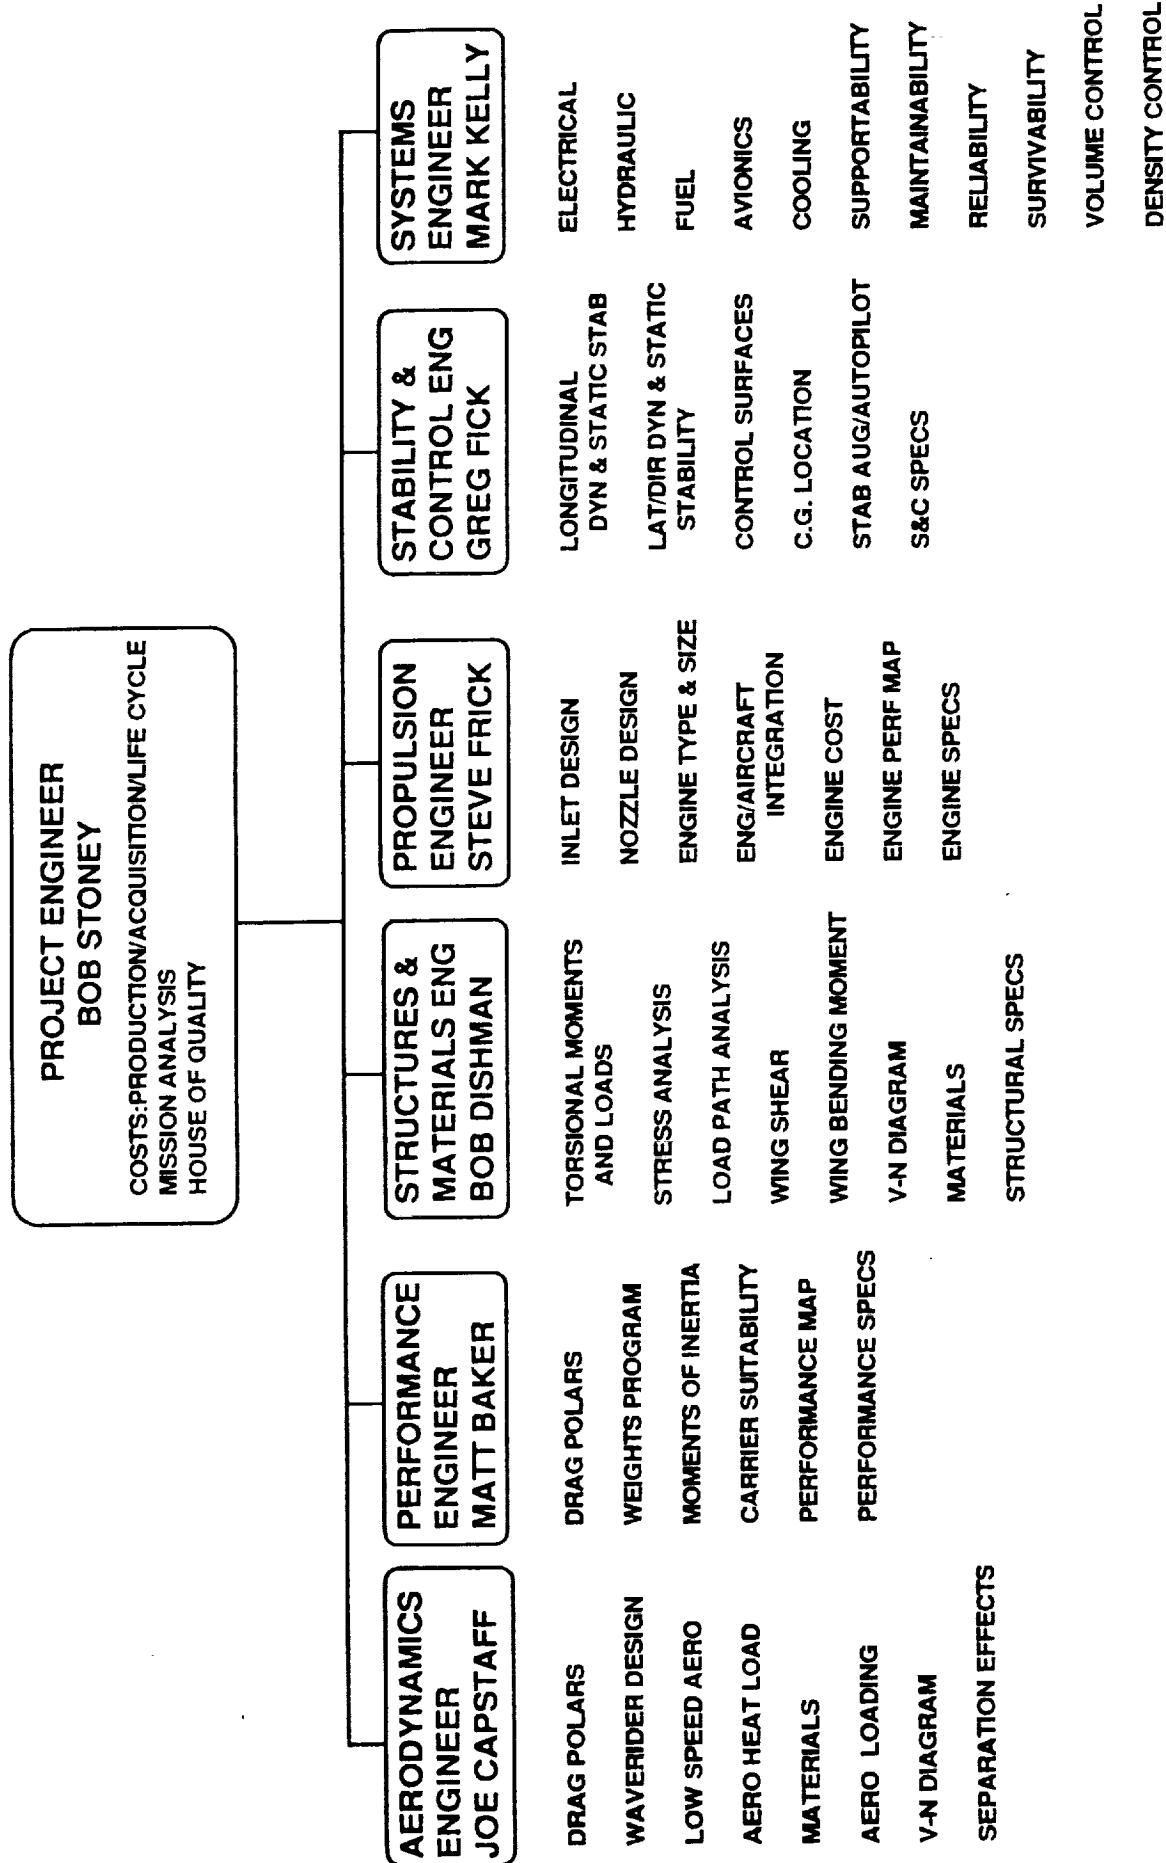 PROJECT ENGINEER
BOB STONEY
COSTS:PRODUCTION/ACQUISITION/LIFE CYCLE
MISSION ANALYSIS
HOUSE OF QUALITY
AERODYNAMICS
ENGINEER
JOE CAPSTAFF
DRAG POLARS
WAVERIDER DESIGN
LOW SPEED AERO
AERO HEAT LOAD
MATERIALS
AERO LOADING
V-N DIAGRAM
SEPARATION EFFECTS
PERFORMANCE
ENGINEER
MATT BAKER
DRAG POLARS
WEIGHTS PROGRAM
MOMENTS OF INERTIA
CARRIER SUITABILITY
PERFORMANCE MAP
PERFORMANCE SPECS
STRUCTURES &
MATERIALS ENG
BOB DISHMAN
TORSIONAL MOMENTS
AND LOADS
STRESS ANALYSIS
LOAD PATH ANALYSIS
WING SHEAR
WING BENDING MOMENT
V-N DIAGRAM
MATERIALS
STRUCTURAL SPECS
PROPULSION
ENGINEER
STEVE FRICK
INLET DESIGN
NOZZLE DESIGN
ENGINE TYPE & SIZE
ENG/AIRCRAFT
INTEGRATION
ENGINE COST
ENGINE PERF MAP
ENGINE SPECS
STABILITY &
CONTROL ENG
GREG FICK
LONGITUDINAL
DYN & STATIC STAB
LAT/DIR DYN & STATIC
STABILITY
CONTROL SURFACES
C.G. LOCATION
STAB AUG/AUTOPILOT
S&C SPECS
SYSTEMS
ENGINEER
MARK KELLY
ELECTRICAL
HYDRAULIC
FUEL
AVIONICS
COOLING
SUPPORTABILITY
MAINTAINABILITY
RELIABILITY
SURVIVABILITY
VOLUME CONTROL
DENSITY CONTROL